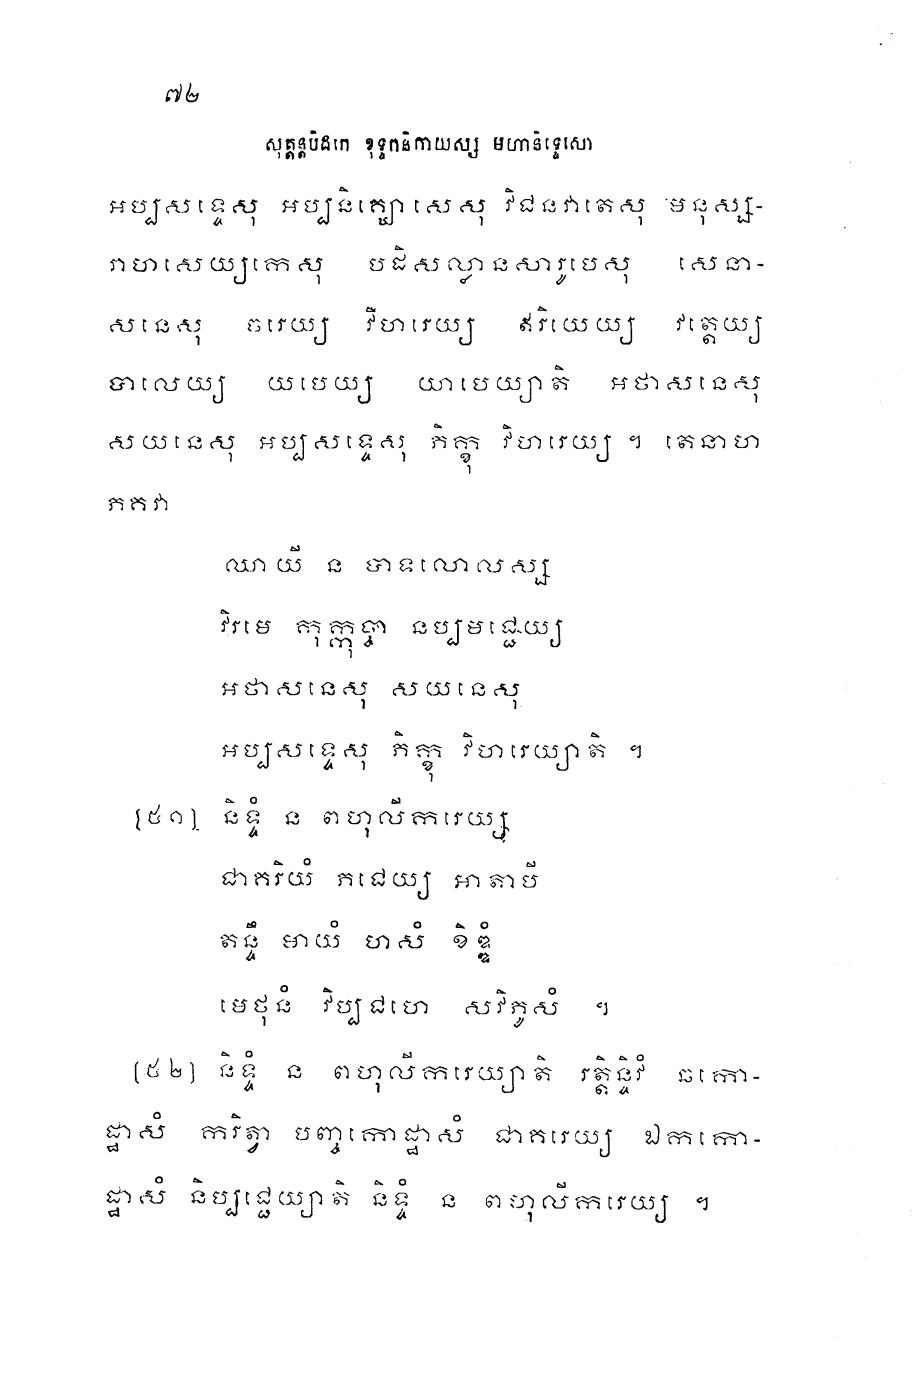 ៧២
សុត្តន្តបិដកេ ខុទ្ទកនិកាយស្ស មហានិទ្ទេសោ
អប្បសទ្ទេសុ អប្បនិគ្ឃោសេសុ វិជនវាតេសុ មនុស្ស-
រាហសេយ្យកេសុ បដិសល្លានសារូបេសុ សេនា-
សនេសុ ចរេយ្យ វិហរេយ្យ ឥរិយេយ្យ វត្តេយ្យ
បាលេយ្យ យបេយ្យ យាបេយ្យាតិ អថាសនេសុ
សយនេសុ អប្បសទ្ទេសុ ភិក្ខុ វិហរេយ្យ ។ តេនាហ
ភគវា
ឈាយី ន បាទលោលស្ស
វិរមេ កុក្កុច្ចា នប្បមជ្ជេយ្យ
អថាសនេសុ សយនេសុ
អប្បសទ្ទេសុ ភិក្ខុ វិហរេយ្យាតិ ។
[៥១] និទ្ទំ ន ពហុលីករេយ្យ
ជាគរិយំ ភជេយ្យ អាតាបី
តន្ទឹ មាយំ ហសំ ខិឌ្ឌំ
មេថុនំ វិប្បជហេ សវិភូសំ ។
[៥២] និទ្ទំ ន ពហុលីករេយ្យាតិ រត្តិន្ទិវំ ឆកោ-
ដ្ឋាសំ ការិត្វា បញ្ចកោដ្ឋាសំ ជាគរេយ្យ ឯកកោ-
ដ្ឋាសំ និប្បជ្ជេយ្យាតិ និទ្ទំ ន ពហុលីករេយ្យ ។